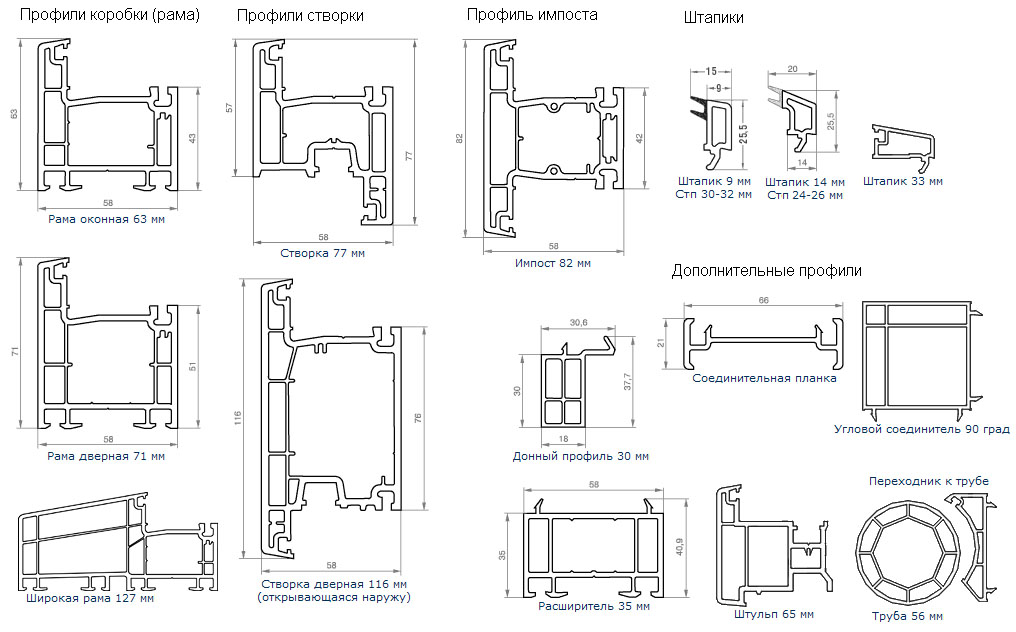 Профили коробки (рама)
63
43
58
Рама оконная 63 мм
71
51
58
Рама дверная 71 мм
Широкая рама 127 мм
Профили створки
57
77
58
Створка 77 мм
116
76
58
Створка дверная 116 мм
(открывающаяся наружу)
Профиль импоста
82
42
58
Импост 82 мм
30,6
30
37,7
18
Донный профиль 30 мм
58
35
40,9
Расширитель 35 мм
Штапики
15
9
25,5
Штапик 9 мм
Стп 30-32 мм
20
25,5
14
Штапик 14 мм
Стп 24-26 мм
Штапик 33 мм
Дополнительные профили
66
21
Соединительная планка
Угловой соединитель 90 град
Штульп 65 мм
Переходник к трубе
Труба 56 мм